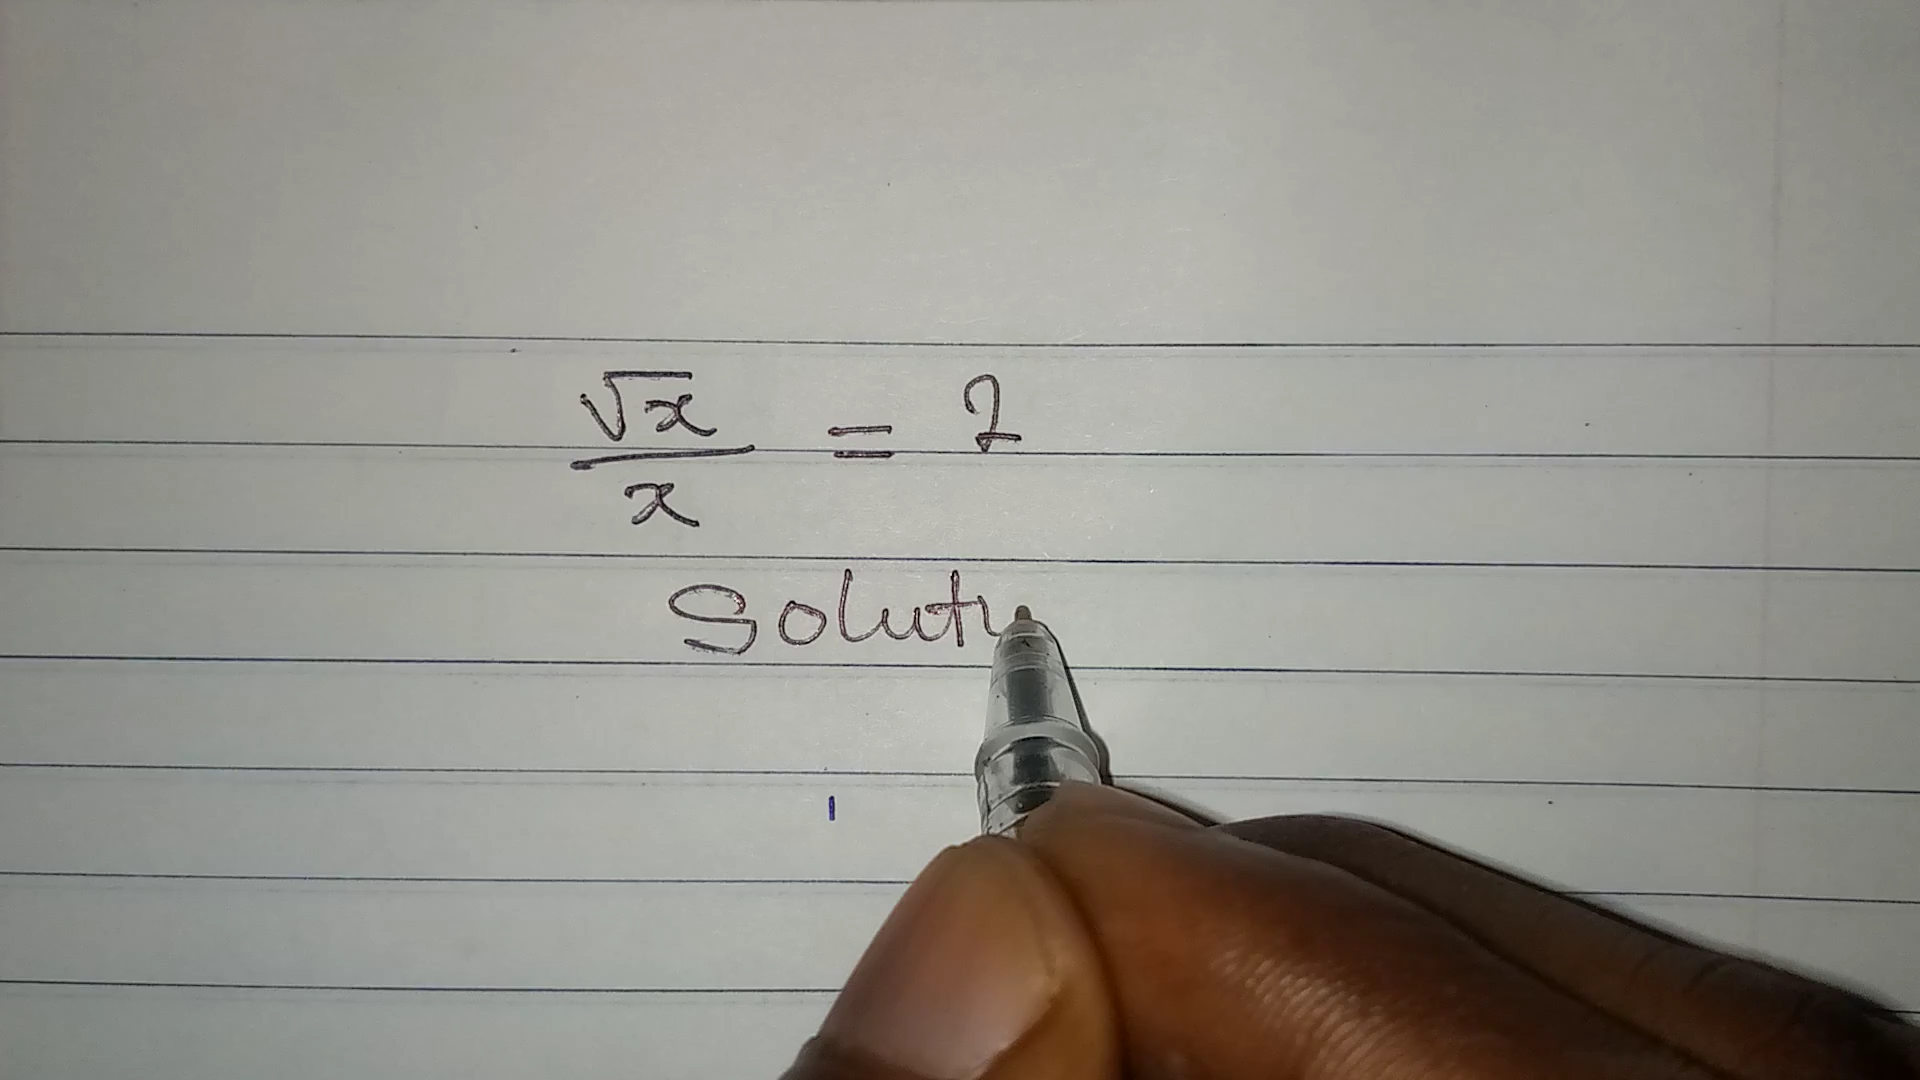 √x/x = 2
Soluti